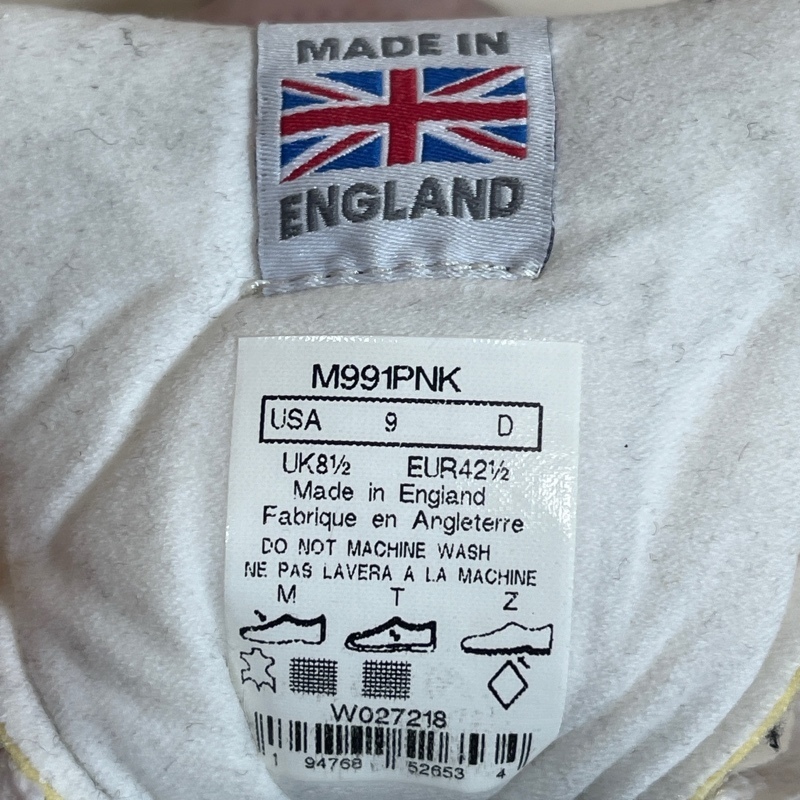 MADE IN
ENGLAND
M991PNK
USA 9 D
UK8½ EUR42½
Made in England
Fabrique en Angleterre
DO NOT MACHINE WASH
NE PAS LAVERA A LA MACHINE
M T Z
W027218
1 94768 52653 4